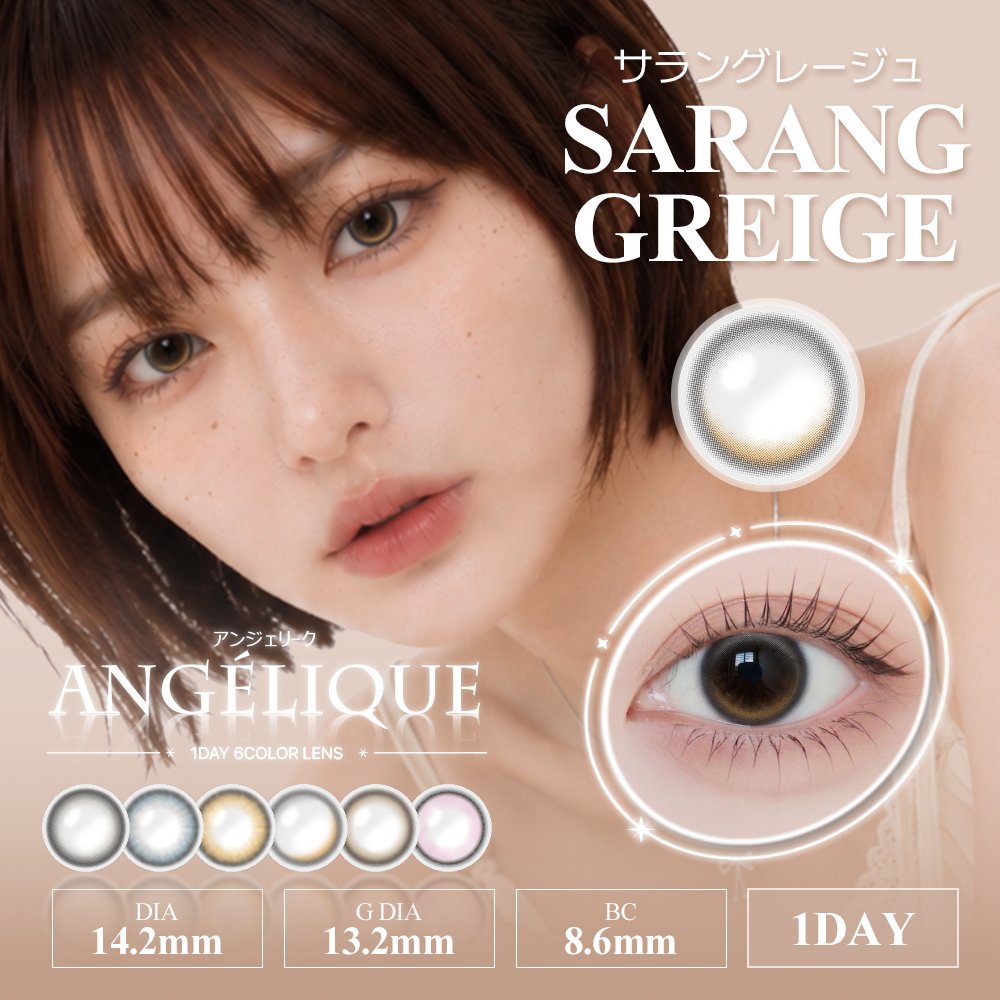 サラングレージュ
SARANG
GREIGE
アンジェリーク
ANGÉLIQUE
* 1DAY 6COLOR LENS *
DIA
14.2mm
G DIA
13.2mm
BC
8.6mm
1DAY